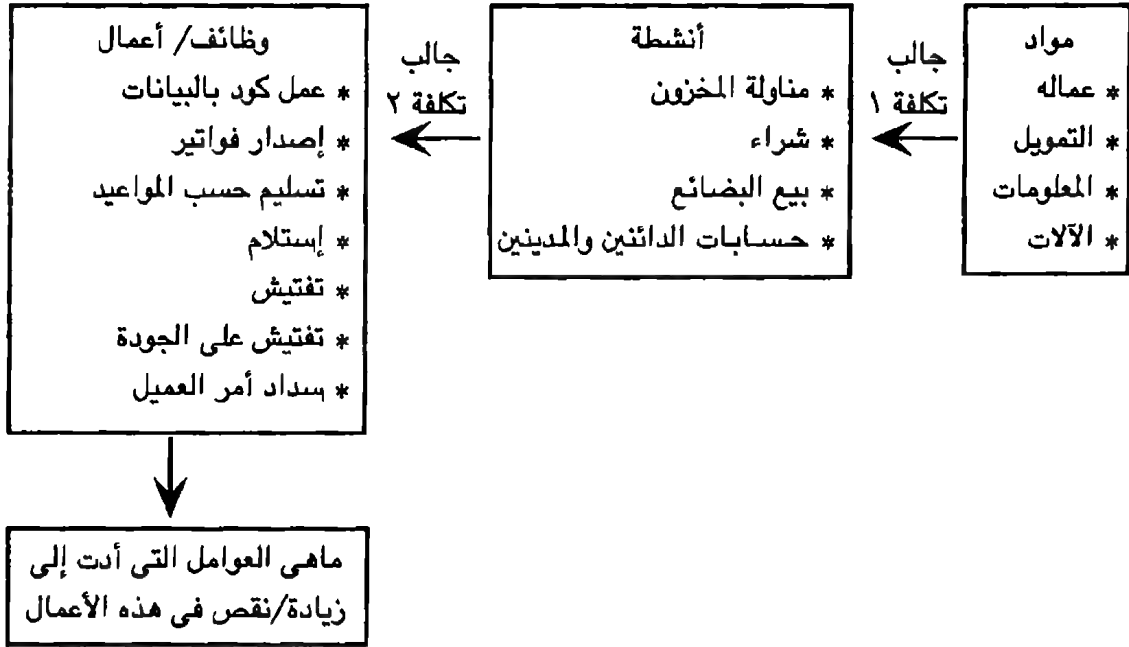 مواد
* عماله
* التمويل
* المعلومات
* الآلات
جالب
تكلفة ١
أنشطة
* مناولة المخزون
* شراء
* بيع البضائع
* حسابات الدائنين والمدينين
جالب
تكلفة ٢
وظائف/ أعمال
* عمل كود بالبيانات
* إصدار فواتير
* تسليم حسب المواعيد
* إستلام
* تفتيش
* تفتيش على الجودة
* سداد أمر العميل
ماهى العوامل التى أدت إلى
زيادة/نقص فى هذه الأعمال